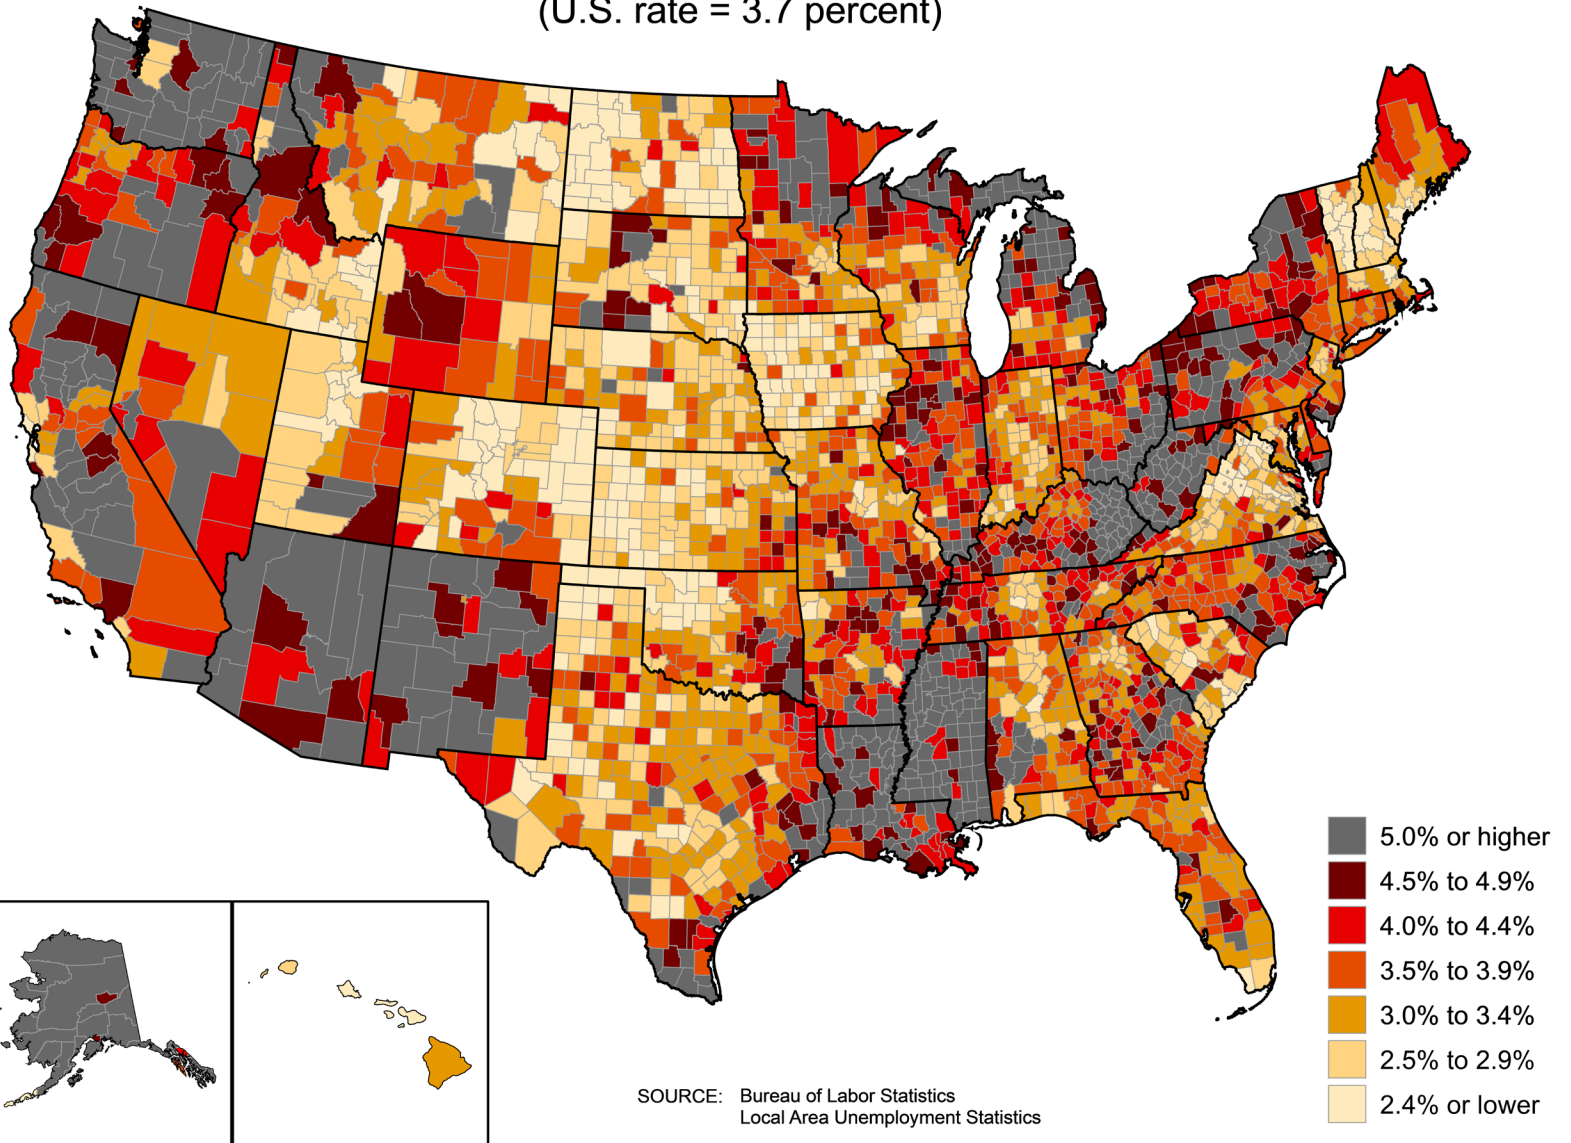 (U.S. rate = 3.7 percent)
5.0% or higher
4.5% to 4.9%
4.0% to 4.4%
3.5% to 3.9%
3.0% to 3.4%
2.5% to 2.9%
2.4% or lower
SOURCE: Bureau of Labor Statistics
Local Area Unemployment Statistics